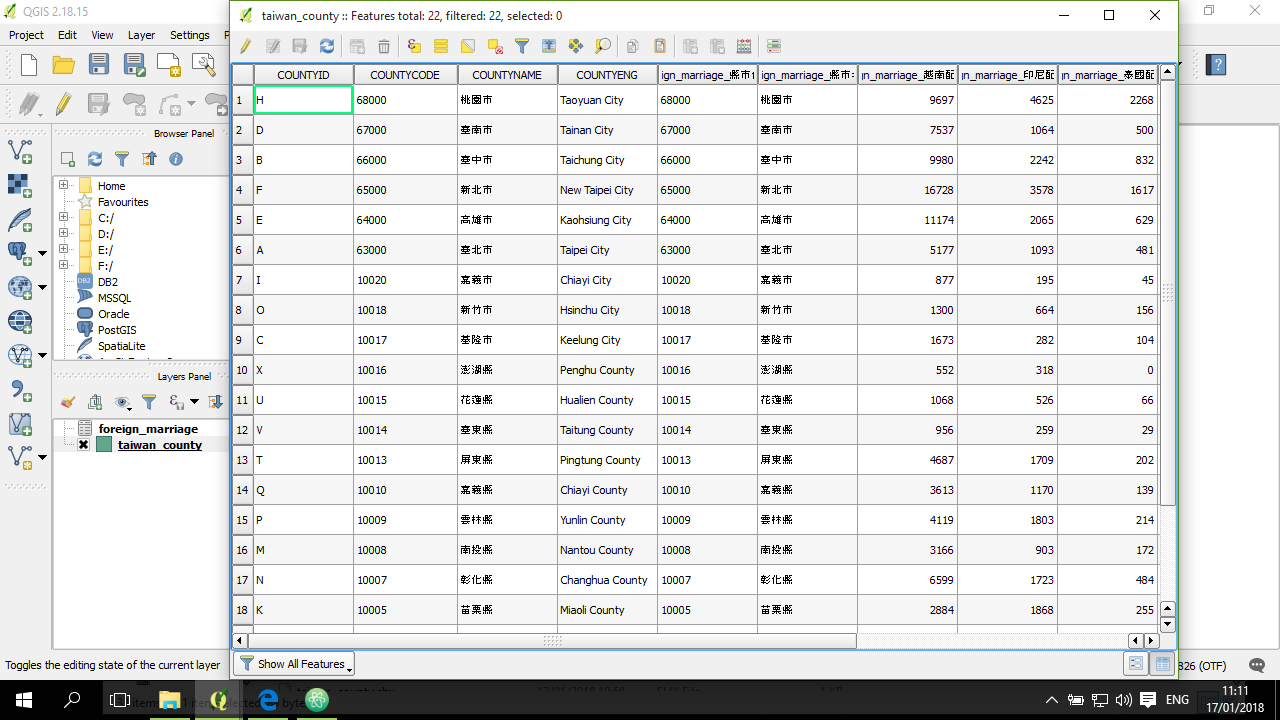 QGIS 2.18.15
taiwan_county :: Features total: 22, filtered: 22, selected: 0
Project Edit View Layer Settings
COUNTYID COUNTYCODE COUNTYNAME COUNTYENG ign_marriage_縣市 ign_marriage_縣市 ın_marriage_越南配 ın_marriage_印尼配 ın_marriage_泰國配
1 H 68000 桃園市 Taoyuan City 68000 桃園市 9697 4625 2268
2 D 67000 臺南市 Tainan City 67000 臺南市 7537 1064 500
3 B 66000 臺中市 Taichung City 66000 臺中市 9980 2242 832
4 F 65000 新北市 New Taipei City 65000 新北市 16728 3578 1617
5 E 64000 高雄市 Kaohsiung City 64000 高雄市 11174 2065 629
6 A 63000 臺北市 Taipei City 63000 臺北市 5177 1093 481
7 I 10020 嘉義市 Chiayi City 10020 嘉義市 877 195 45
8 O 10018 新竹市 Hsinchu City 10018 新竹市 1300 664 156
9 C 10017 基隆市 Keelung City 10017 基隆市 1673 282 104
10 X 10016 澎湖縣 Penghu County 10016 澎湖縣 552 318 0
11 U 10015 花蓮縣 Hualien County 10015 花蓮縣 1068 526 66
12 V 10014 臺東縣 Taitung County 10014 臺東縣 956 259 29
13 T 10013 屏東縣 Pingtung County 10013 屏東縣 4687 1709 202
14 Q 10010 嘉義縣 Chiayi County 10010 嘉義縣 3613 1170 139
15 P 10009 雲林縣 Yunlin County 10009 雲林縣 4119 1803 214
16 M 10008 南投縣 Nantou County 10008 南投縣 3166 903 172
17 N 10007 彰化縣 Changhua County 10007 彰化縣 6599 1723 484
18 K 10005 苗栗縣 Miaoli County 10005 苗栗縣 2884 1868 255
Show All Features
Browser Panel
Home
Favourites
C:/
D:/
E:/
F:/
DB2
MSSQL
Oracle
PostGIS
SpatiaLite
Layers Panel
foreign_marriage
taiwan_county
Toggles the editing state of the current layer
326 (OTF)
ENG
11:11
17/01/2018